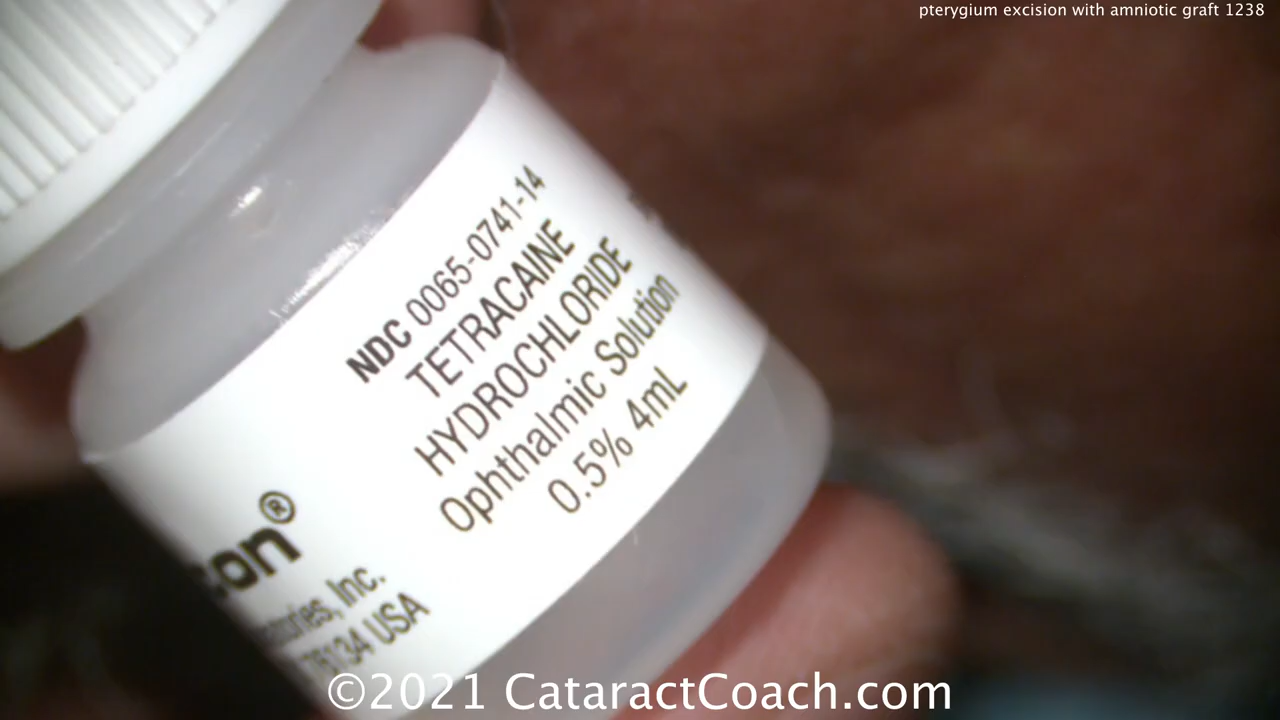 pterygium excision with amniotic graft 1238
NDC 0065-0741-14
TETRACAINE
HYDROCHLORIDE
Ophthalmic Solution
0.5% 4mL
Inc.
USA
©2021 CataractCoach.com